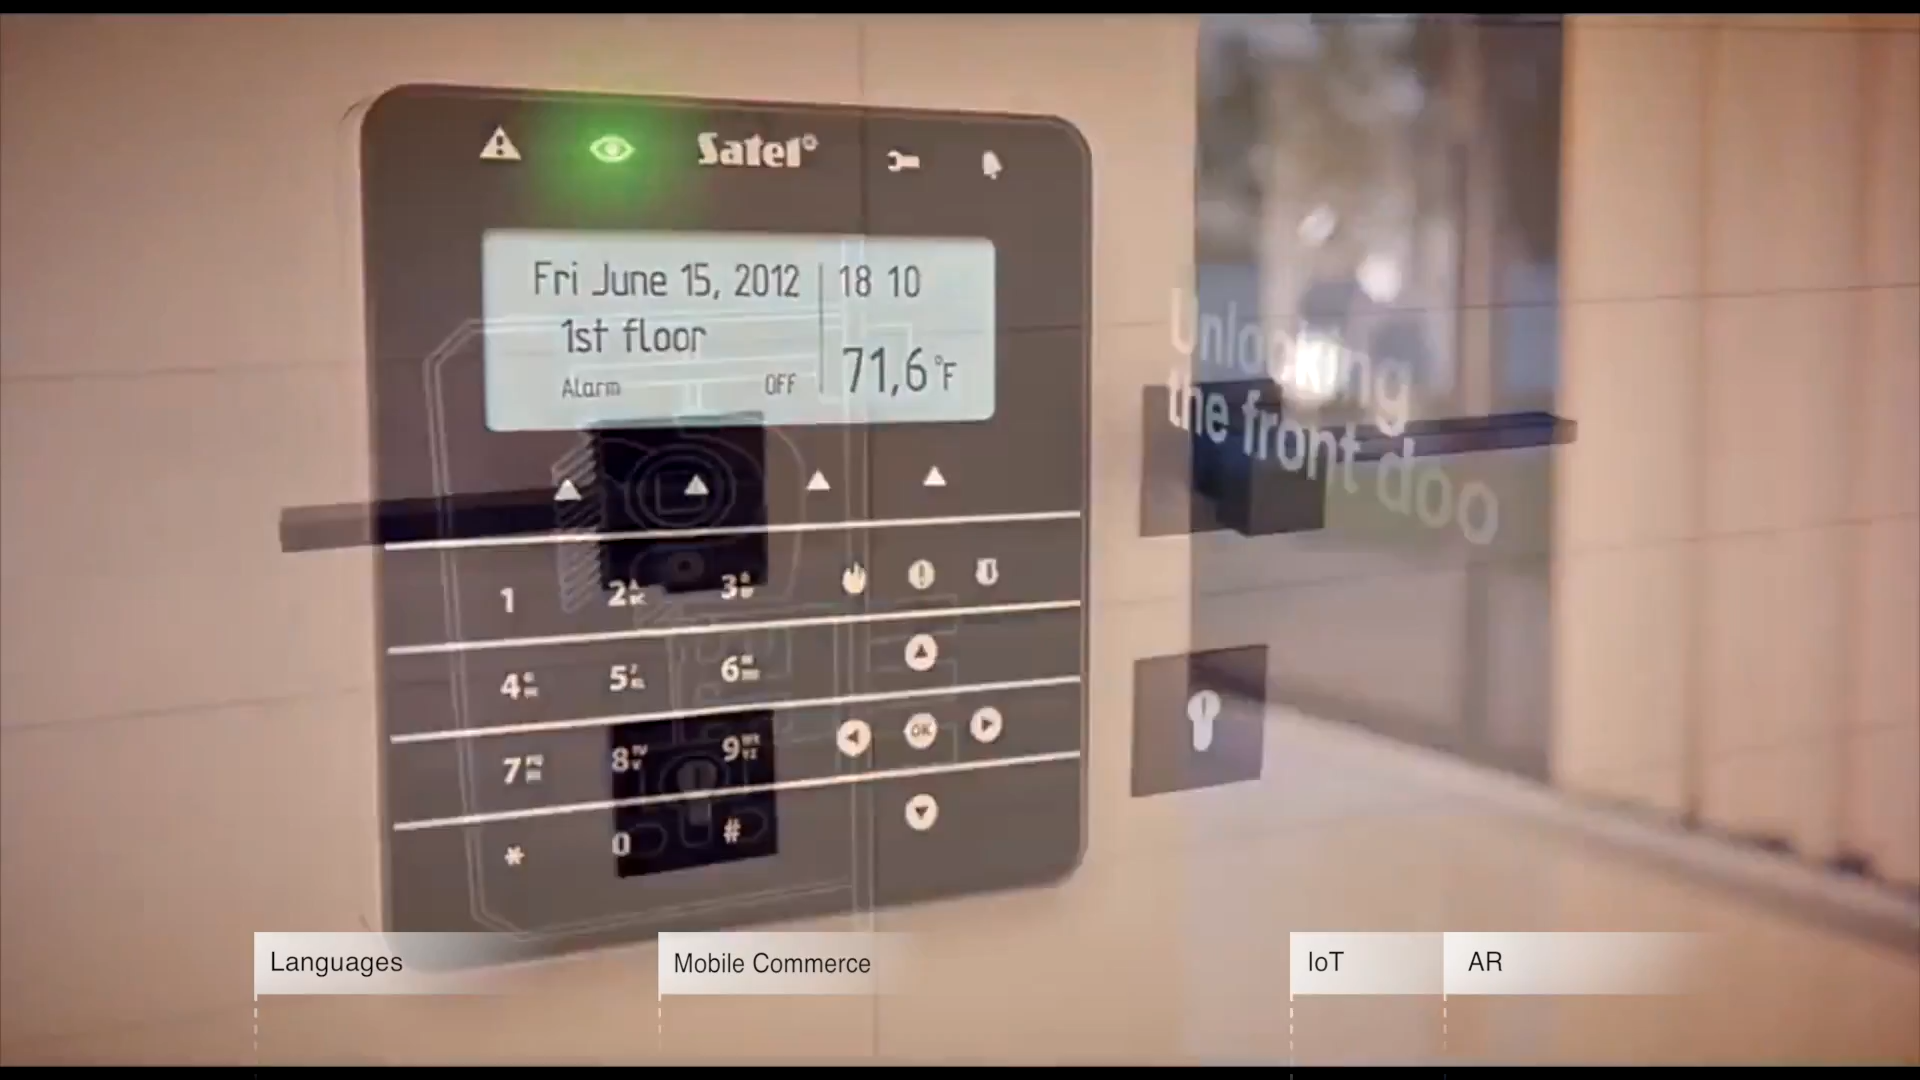 Satel
Fri June 15, 2012
18 10
1st floor
Alarm OFF
71,6 °F
Unlocking
the front doo
1
2
3
4
5
6
7
8
9
OK
*
0
#
Languages
Mobile Commerce
IoT
AR